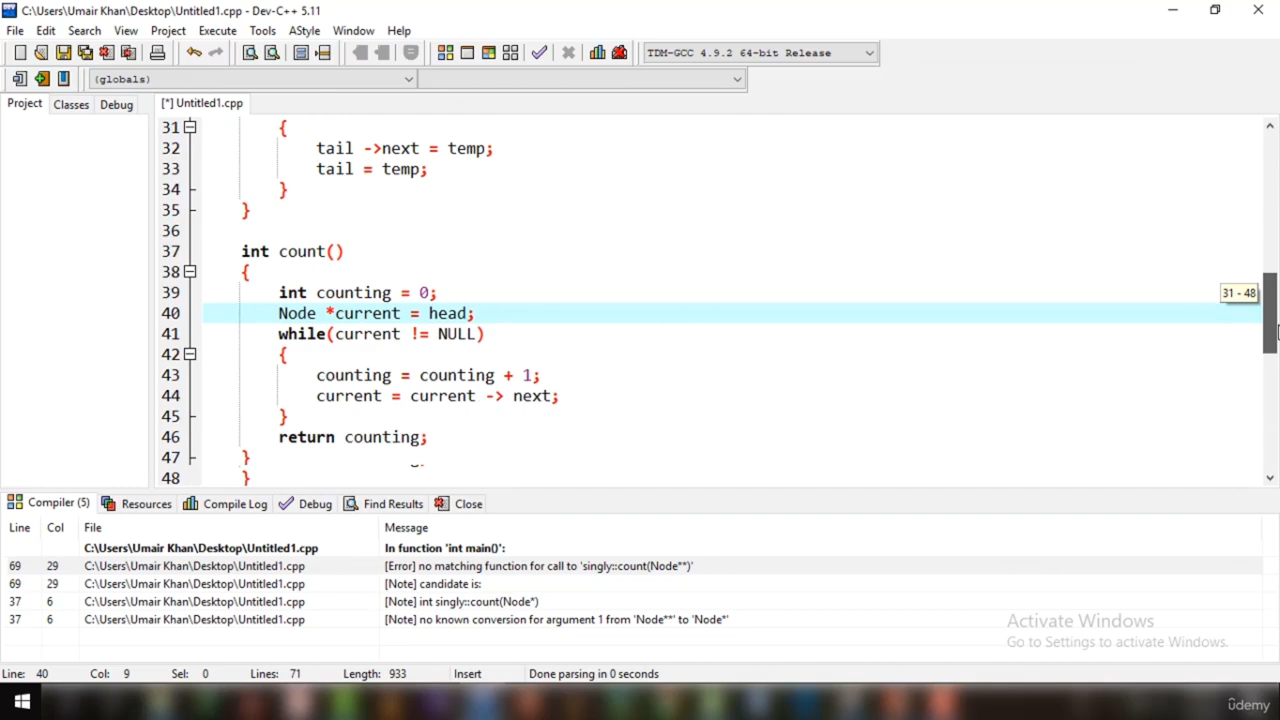 C:\Users\Umair Khan\Desktop\Untitled1.cpp - Dev-C++ 5.11
File Edit Search View Project Execute Tools AStyle Window Help
TDM-GCC 4.9.2 64-bit Release
(globals)
Project Classes Debug [*] Untitled1.cpp
31 {
32 tail ->next = temp;
33 tail = temp;
34 }
35 }
36
37 int count()
38 {
39 int counting = 0;
31 - 48
40 Node *current = head;
41 while(current != NULL)
42 {
43 counting = counting + 1;
44 current = current -> next;
45 }
46 return counting;
47 }
48 }
Compiler (5) Resources Compile Log Debug Find Results Close
Line Col File Message
C:\Users\Umair Khan\Desktop\Untitled1.cpp In function 'int main()':
69 29 C:\Users\Umair Khan\Desktop\Untitled1.cpp [Error] no matching function for call to 'singly::count(Node**)'
69 29 C:\Users\Umair Khan\Desktop\Untitled1.cpp [Note] candidate is:
37 6 C:\Users\Umair Khan\Desktop\Untitled1.cpp [Note] int singly::count(Node*)
37 6 C:\Users\Umair Khan\Desktop\Untitled1.cpp [Note] no known conversion for argument 1 from 'Node**' to 'Node*'
Activate Windows
Go to Settings to activate Windows.
Line: 40 Col: 9 Sel: 0 Lines: 71 Length: 933 Insert Done parsing in 0 seconds
ûdemy